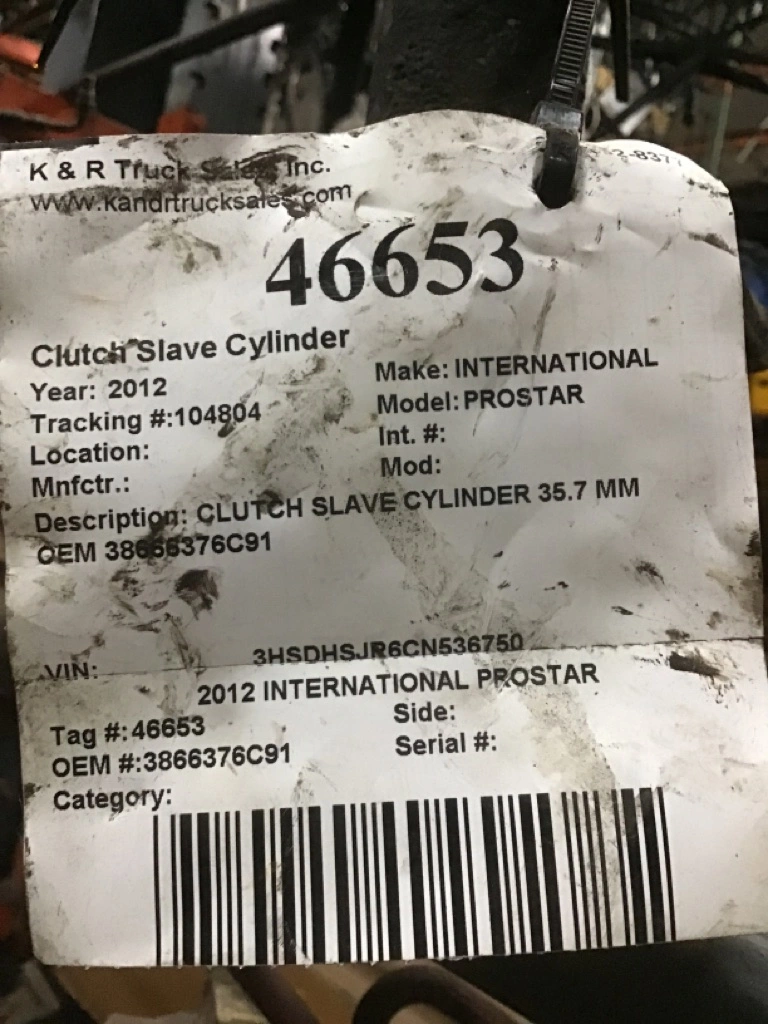 K & R Truck Sales, Inc.
www.kandrtrucksales.com
46653
Clutch Slave Cylinder
Year: 2012
Make: INTERNATIONAL
Tracking #:104804
Model: PROSTAR
Location:
Int. #:
Mnfctr.:
Mod:
Description: CLUTCH SLAVE CYLINDER 35.7 MM
OEM 38666376C91
VIN: 3HSDHSJR6CN536750
2012 INTERNATIONAL PROSTAR
Tag #:46653
Side:
OEM #:3866376C91
Serial #:
Category: